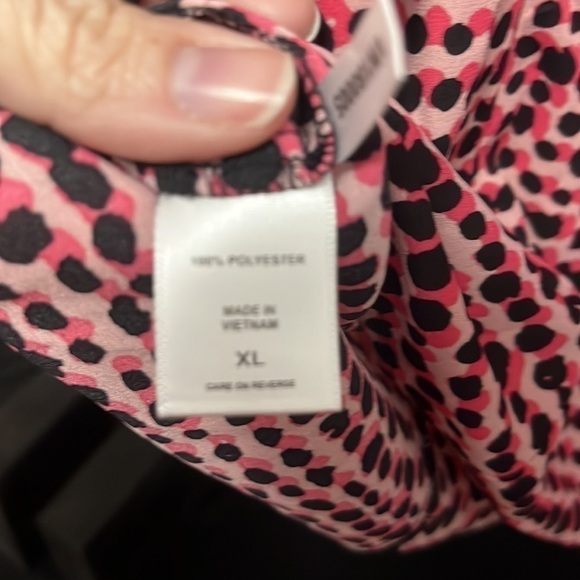 100% POLYESTER
MADE IN
VIETNAM
XL
CARE ON REVERSE